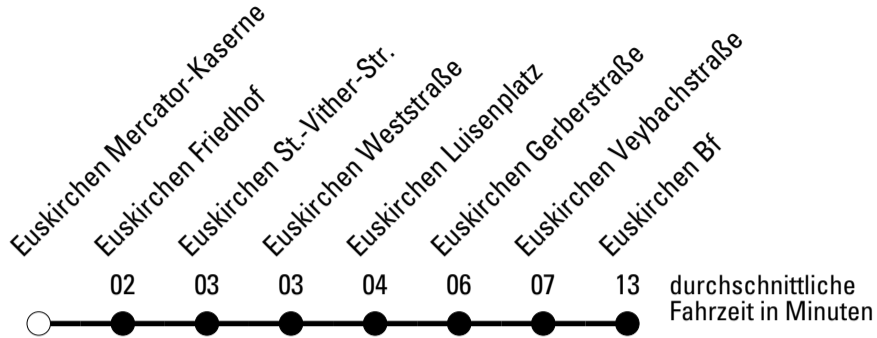 Euskirchen Mercator-Kaserne
Euskirchen Friedhof
Euskirchen St.-Vither-Str.
Euskirchen Weststraße
Euskirchen Luisenplatz
Euskirchen Gerberstraße
Euskirchen Veybachstraße
Euskirchen Bf
02 03 03 04 06 07 13 durchschnittliche
Fahrzeit in Minuten